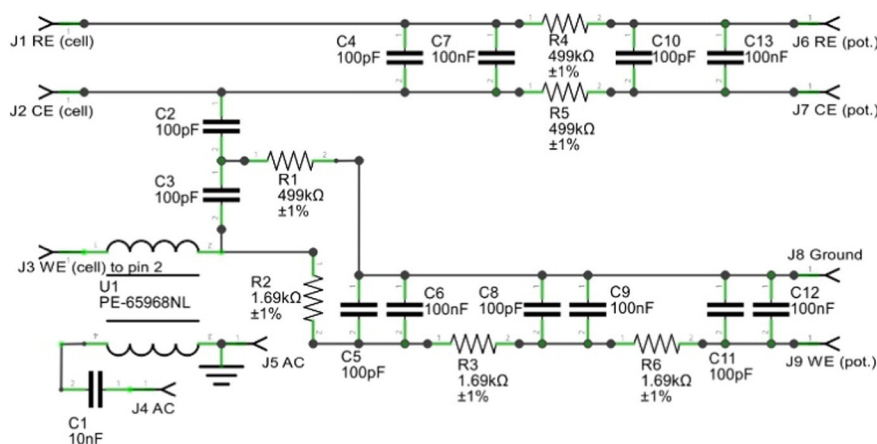 J1 RE (cell)
C4
100pF
C7
100nF
R4
499kΩ
±1%
C10
100pF
C13
100nF
J6 RE (pot.)
J2 CE (cell)
R5
499kΩ
±1%
J7 CE (pot.)
C2
100pF
C3
100pF
R1
499kΩ
±1%
J3 WE (cell) to pin 2
U1
PE-65968NL
R2
1.69kΩ
±1%
J8 Ground
C6
100nF
C8
100pF
C9
100nF
C12
100nF
C5
100pF
R3
1.69kΩ
±1%
R6
1.69kΩ
±1%
C11
100pF
J9 WE (pot.)
J5 AC
J4 AC
C1
10nF